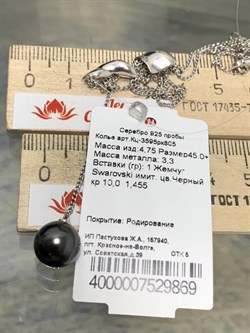 ГОСТ 17435-
Серебро 925 пробы
Колье арт.Кц-3595рк805
Масса изд:4,75 Размер45.0+
Масса металла: 3.3
Вставки (гр): 1 Жемчуг
Swarovski имит. цв.Черный
кр 10,0 1,455
Покрытие: Родирование
ИП Пастухова Ж.А., 157940,
пгт. Красное-на-Волге,
ул. Советская, д.39 ОТК 5
4000007529869
ГОСТ 17